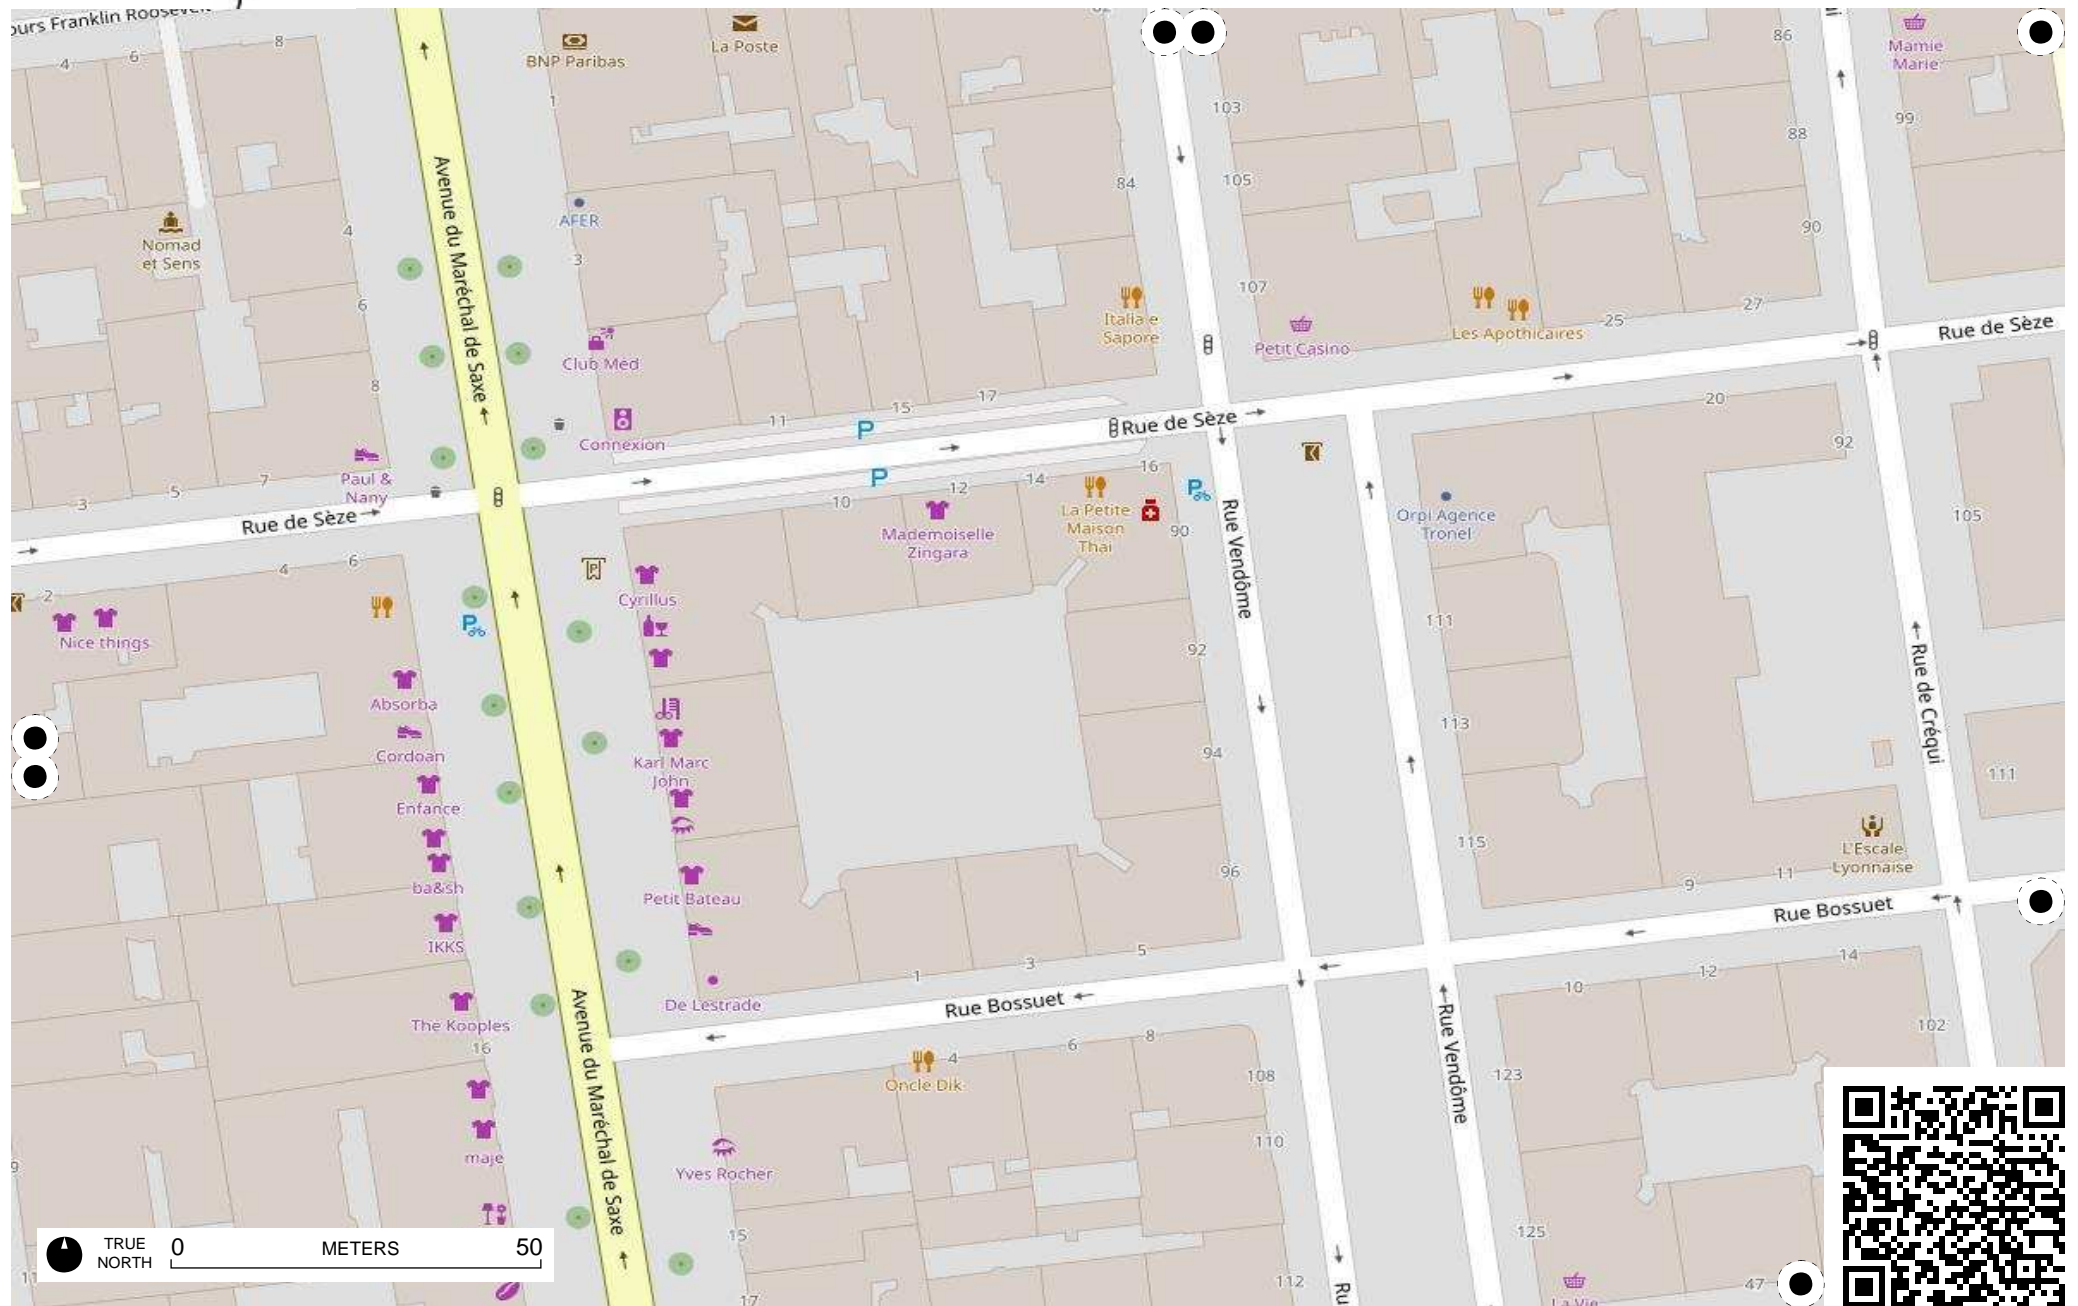 ours Franklin Roosevelt
4
6
8
BNP Paribas
La Poste
1
86
Mamie
Marie
103
99
88
Avenue du Maréchal de Saxe
84
105
AFER
Nomad
et Sens
4
3
90
6
107
27
Italia e
Sapore
Petit Casino
Les Apothicaires
25
Rue de Sèze
Club Med
8
11
15
17
20
P
Connexion
Rue de Sèze
92
Paul &
Nany
3
5
7
Rue de Sèze
P
10
12
14
16
P
La Petite
Maison
Thaï
Mademoiselle
Zingara
90
Orpi Agence
Tronel
105
Rue Vendôme
4
6
2
P
Cyrillus
P
Nice things
111
92
Rue de Créqui
Absorba
Cordoan
Karl Marc
John
113
94
111
Enfance
115
ba&sh
Petit Bateau
96
L'Escale
Lyonnaise
9
11
IKKS
Rue Bossuet
1
3
5
De Lestrade
Rue Bossuet
10
12
14
The Kooples
16
Avenue du Maréchal de Saxe
Oncle Dik
4
6
8
108
Rue Vendôme
123
102
110
maje
Yves Rocher
9
15
125
112
17
47
La Vie
Ru
11
TRUE
NORTH
0
METERS
50